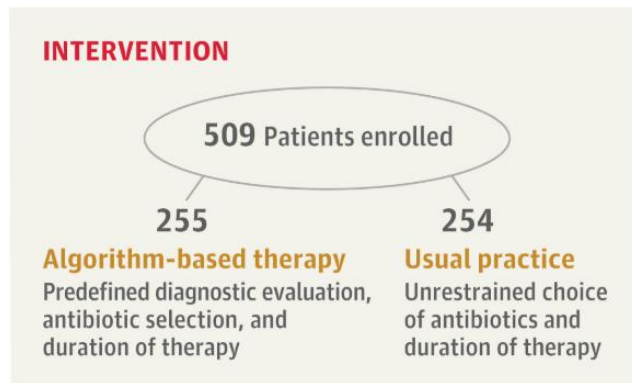 INTERVENTION
509 Patients enrolled
255
254
Algorithm-based therapy
Predefined diagnostic evaluation,
antibiotic selection, and
duration of therapy
Usual practice
Unrestrained choice
of antibiotics and
duration of therapy